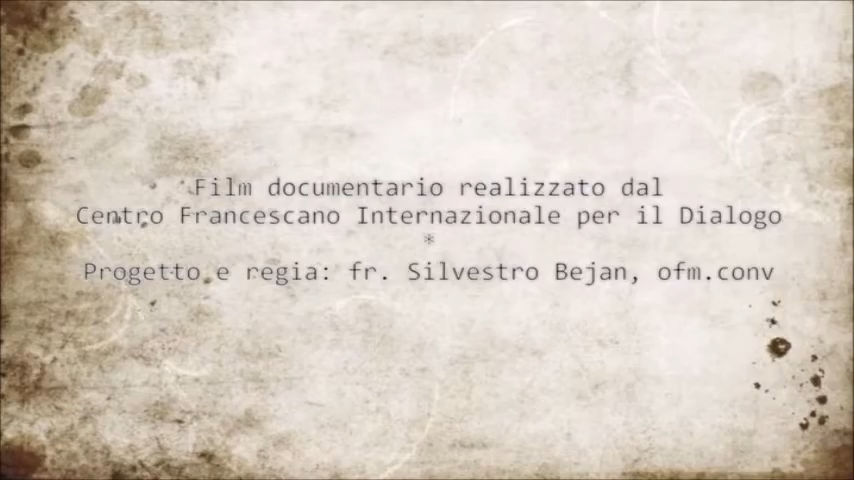 Film documentario realizzato dal
Centro Francescano Internazionale per il Dialogo
*
Progetto e regia: fr. Silvestro Bejan, ofm.conv